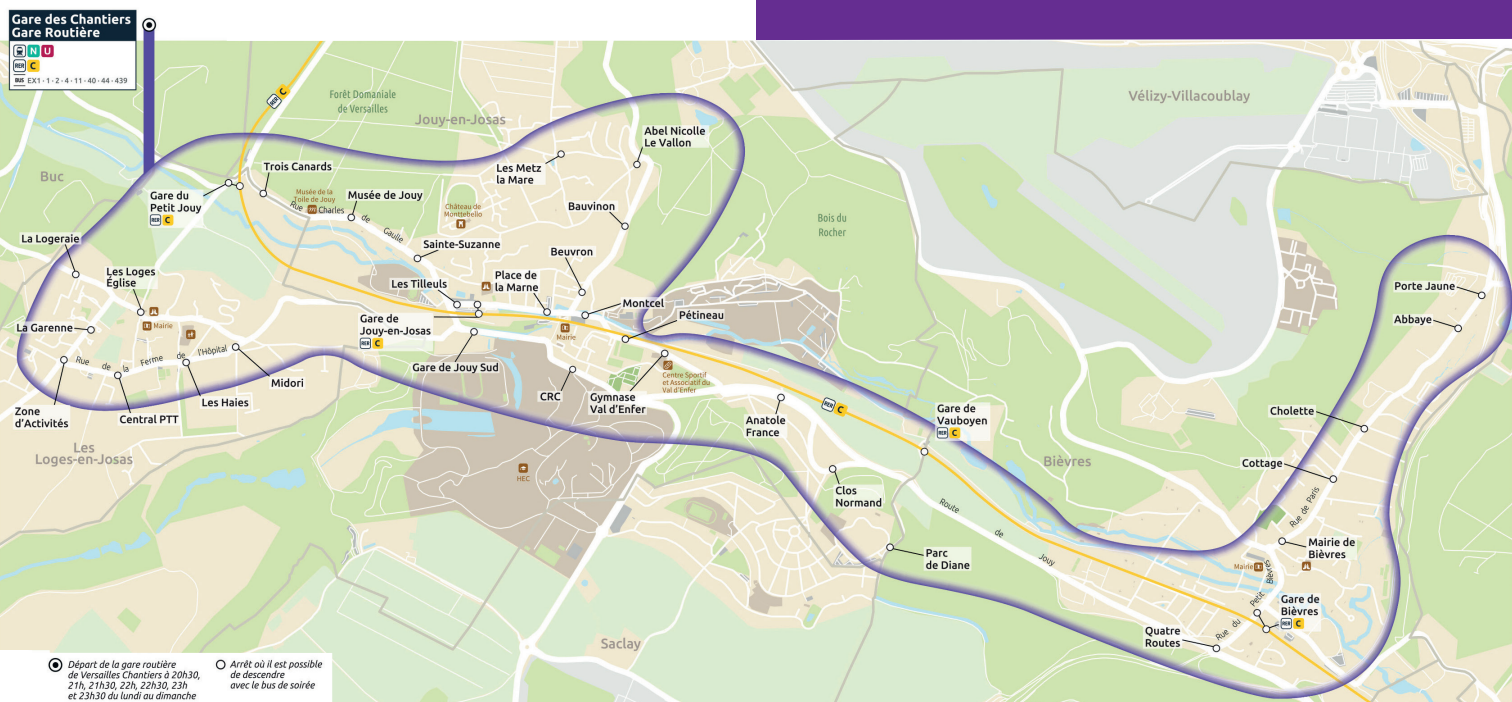 Gare des Chantiers
Gare Routière
N U
RER C
BUS EX1 · 1 · 2 · 4 · 11 · 40 · 44 · 439
RER C
Forêt Domaniale
de Versailles
Jouy-en-Josas
Vélizy-Villacoublay
Buc
Abel Nicolle
Le Vallon
Les Metz
la Mare
Trois Canards
Gare du
Petit Jouy
RER C
Musée de la
Toile de Jouy
Musée de Jouy
Rue Charles de Gaulle
Château de
Monttebello
Bauvinon
Bois du
Rocher
La Logeraie
Sainte-Suzanne
Beuvron
Les Loges
Église
Les Tilleuls
Place de
la Marne
Porte Jaune
Montcel
Gare de
Jouy-en-Josas
RER C
Pétineau
Abbaye
La Garenne
Mairie
Mairie
Rue de la Ferme de l'Hôpital
Gare de Jouy Sud
Centre Sportif
et Associatif du
Val d'Enfer
Midori
CRC
Gymnase
Val d'Enfer
Les Haies
Zone
d'Activités
Central PTT
RER C
Anatole
France
Gare de
Vauboyen
RER C
Cholette
Les
Loges-en-Josas
Bièvres
Cottage
HEC
Clos
Normand
Route de Jouy
Rue de Paris
Parc
de Diane
Mairie de
Bièvres
Mairie
Rue du Petit Bièvres
Gare de
Bièvres
RER C
Quatre
Routes
Saclay
Départ de la gare routière
de Versailles Chantiers à 20h30,
21h, 21h30, 22h, 22h30, 23h
et 23h30 du lundi au dimanche
Arrêt où il est possible
de descendre
avec le bus de soirée